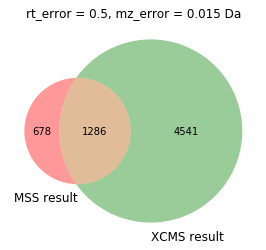 rt_error = 0.5, mz_error = 0.015 Da
678
1286
4541
MSS result
XCMS result